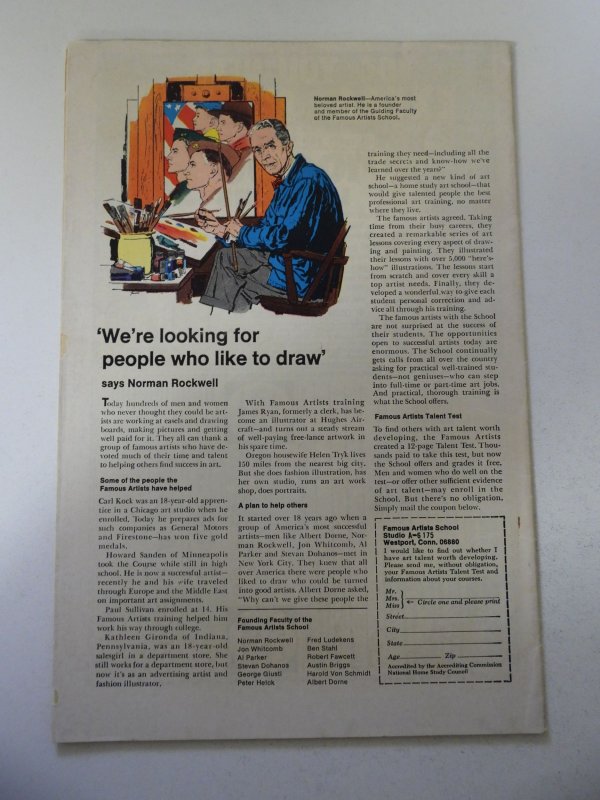 Norman Rockwell—America's most
beloved artist. He is a founder
and member of the Guiding Faculty
of the Famous Artists School.
'We're looking for
people who like to draw'
says Norman Rockwell
Today hundreds of men and women
who never thought they could be art-
ists are working at easels and drawing
boards, making pictures and getting
well paid for it. They all can thank a
group of famous artists who have de-
voted much of their time and talent
to helping others find success in art.
Some of the people the
Famous Artists have helped
Carl Kock was an 18-year-old appren-
tice in a Chicago art studio when he
enrolled. Today he prepares ads for
such companies as General Motors
and Firestone—has won five gold
medals.
Howard Sanden of Minneapolis
took the Course while still in high
school. He is now a successful artist—
recently he and his wife traveled
through Europe and the Middle East
on important art assignments.
Paul Sullivan enrolled at 14. His
Famous Artists training helped him
work his way through college.
Kathleen Gironda of Indiana,
Pennsylvania, was an 18-year-old
salesgirl in a department store. She
still works for a department store, but
now it's as an advertising artist and
fashion illustrator.
With Famous Artists training
James Ryan, formerly a clerk, has be-
come an illustrator at Hughes Air-
craft—and turns out a steady stream
of well-paying free-lance artwork in
his spare time.
Oregon housewife Helen Tryk lives
150 miles from the nearest big city.
But she does fashion illustration, has
her own studio, runs an art work
shop, does portraits.
A plan to help others
It started over 18 years ago when a
group of America's most successful
artists—men like Albert Dorne, Nor-
man Rockwell, Jon Whitcomb, Al
Parker and Stevan Dohanos—met in
New York City. They knew that all
over America there were people who
liked to draw who could be turned
into good artists. Albert Dorne asked,
"Why can't we give these people the
Founding Faculty of the
Famous Artists School
Norman Rockwell
Jon Whitcomb
Al Parker
Stevan Dohanos
George Giusti
Peter Helck
Fred Ludekens
Ben Stahl
Robert Fawcett
Austin Briggs
Harold Von Schmidt
Albert Dorne
training they need—including all the
trade secrets and know-how we've
learned over the years?"
He suggested a new kind of art
school—a home study art school—that
would give talented people the best
professional art training, no matter
where they live.
The famous artists agreed. Taking
time from their busy careers, they
created a remarkable series of art
lessons covering every aspect of draw-
ing and painting. They illustrated
their lessons with over 5,000 "here's-
how" illustrations. The lessons start
from scratch and cover every skill a
top artist needs. Finally, they de-
veloped a wonderful way to give each
student personal correction and ad-
vice all through his training.
The famous artists with the School
are not surprised at the success of
their students. The opportunities
open to successful artists today are
enormous. The School continually
gets calls from all over the country
asking for practical well-trained stu-
dents—not geniuses—who can step
into full-time or part-time art jobs.
And practical, thorough training is
what the School offers.
Famous Artists Talent Test
To find others with art talent worth
developing, the Famous Artists
created a 12-page Talent Test. Thou-
sands paid to take this test, but now
the School offers and grades it free.
Men and women who do well on the
test—or offer other sufficient evidence
of art talent—may enroll in the
School. But there's no obligation.
Simply mail the coupon below.
Famous Artists School
Studio A—5175
Westport, Conn. 06880
I would like to find out whether I
have art talent worth developing.
Please send me, without obligation,
your Famous Artists Talent Test and
information about your courses.
Mr.
Mrs.
Miss
Circle one and please print
Street
City
State
Age Zip
Accredited by the Accrediting Commission
National Home Study Council